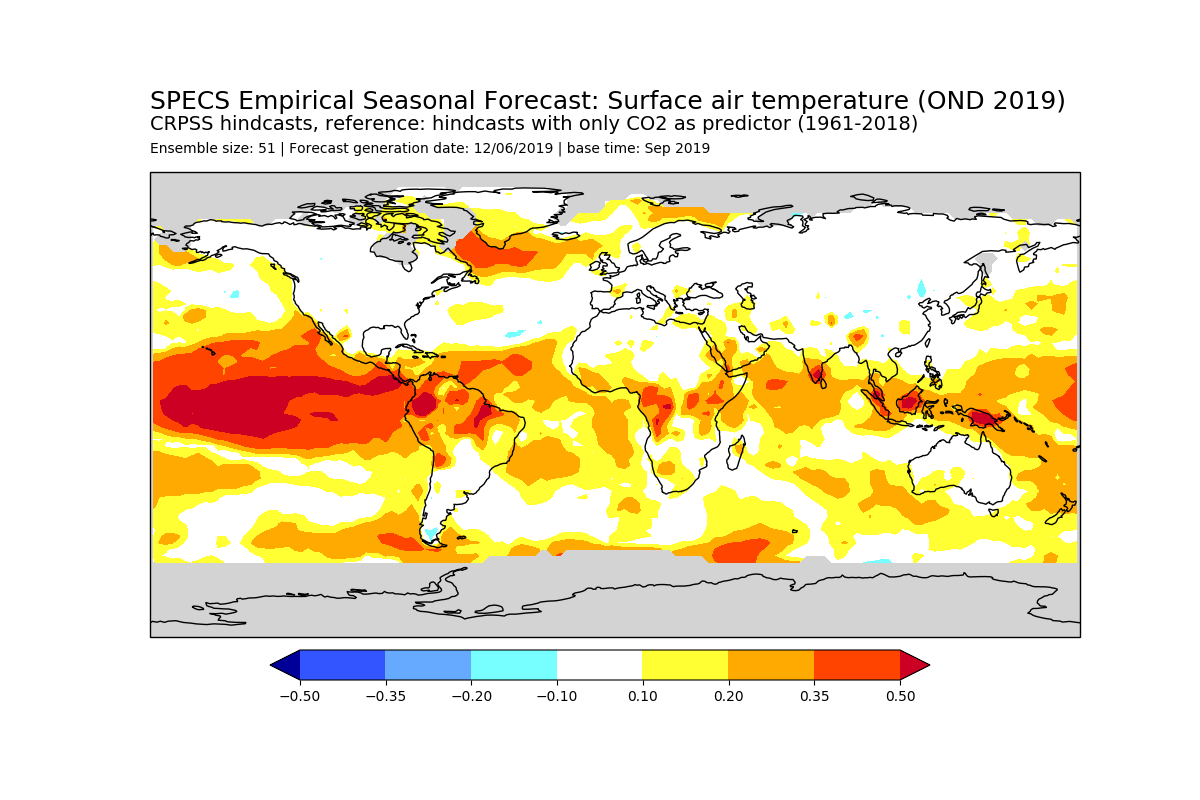 SPECS Empirical Seasonal Forecast: Surface air temperature (OND 2019)
CRPSS hindcasts, reference: hindcasts with only CO2 as predictor (1961-2018)
Ensemble size: 51 | Forecast generation date: 12/06/2019 | base time: Sep 2019
−0.50 −0.35 −0.20 −0.10 0.10 0.20 0.35 0.50